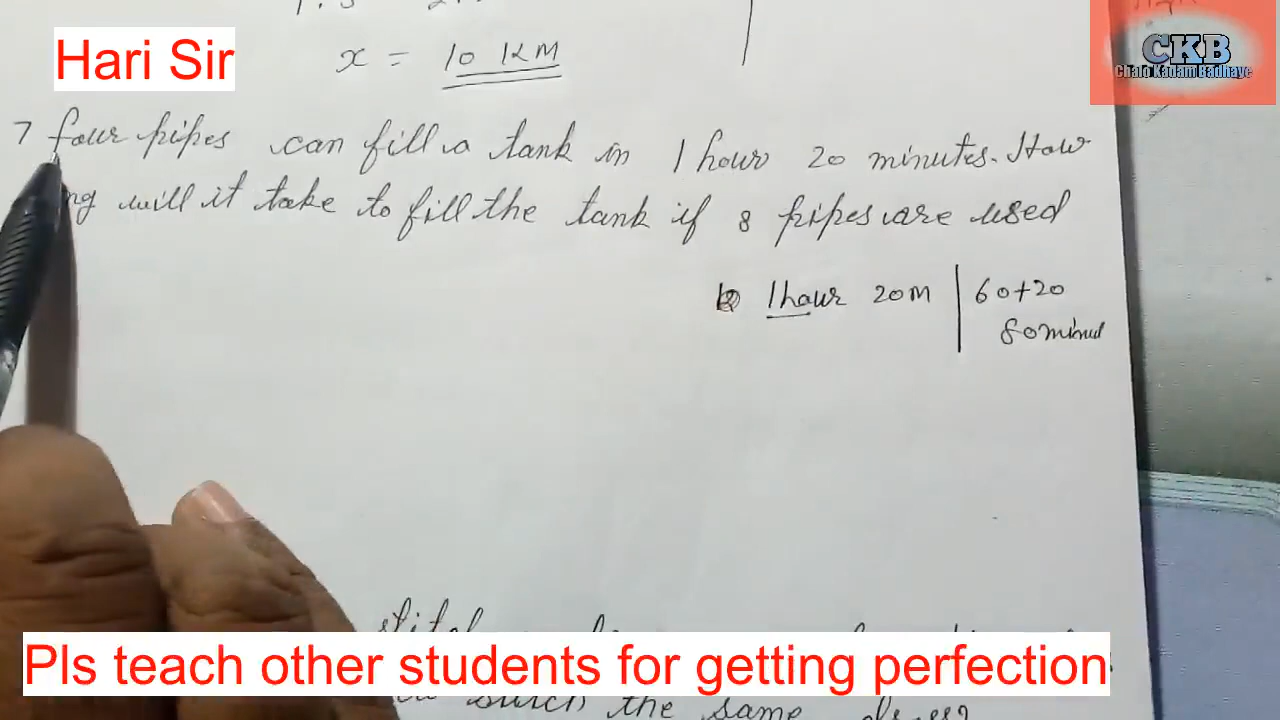 Hari Sir
x = 10 KM
CKB
Chalo Kadam Badhaye
7 four pipes can fill a tank in 1 hour 20 minutes. How
ng will it take to fill the tank if 8 pipes are used
1 hour 20 M | 60+20
80 minut
Pls teach other students for getting perfection
the same